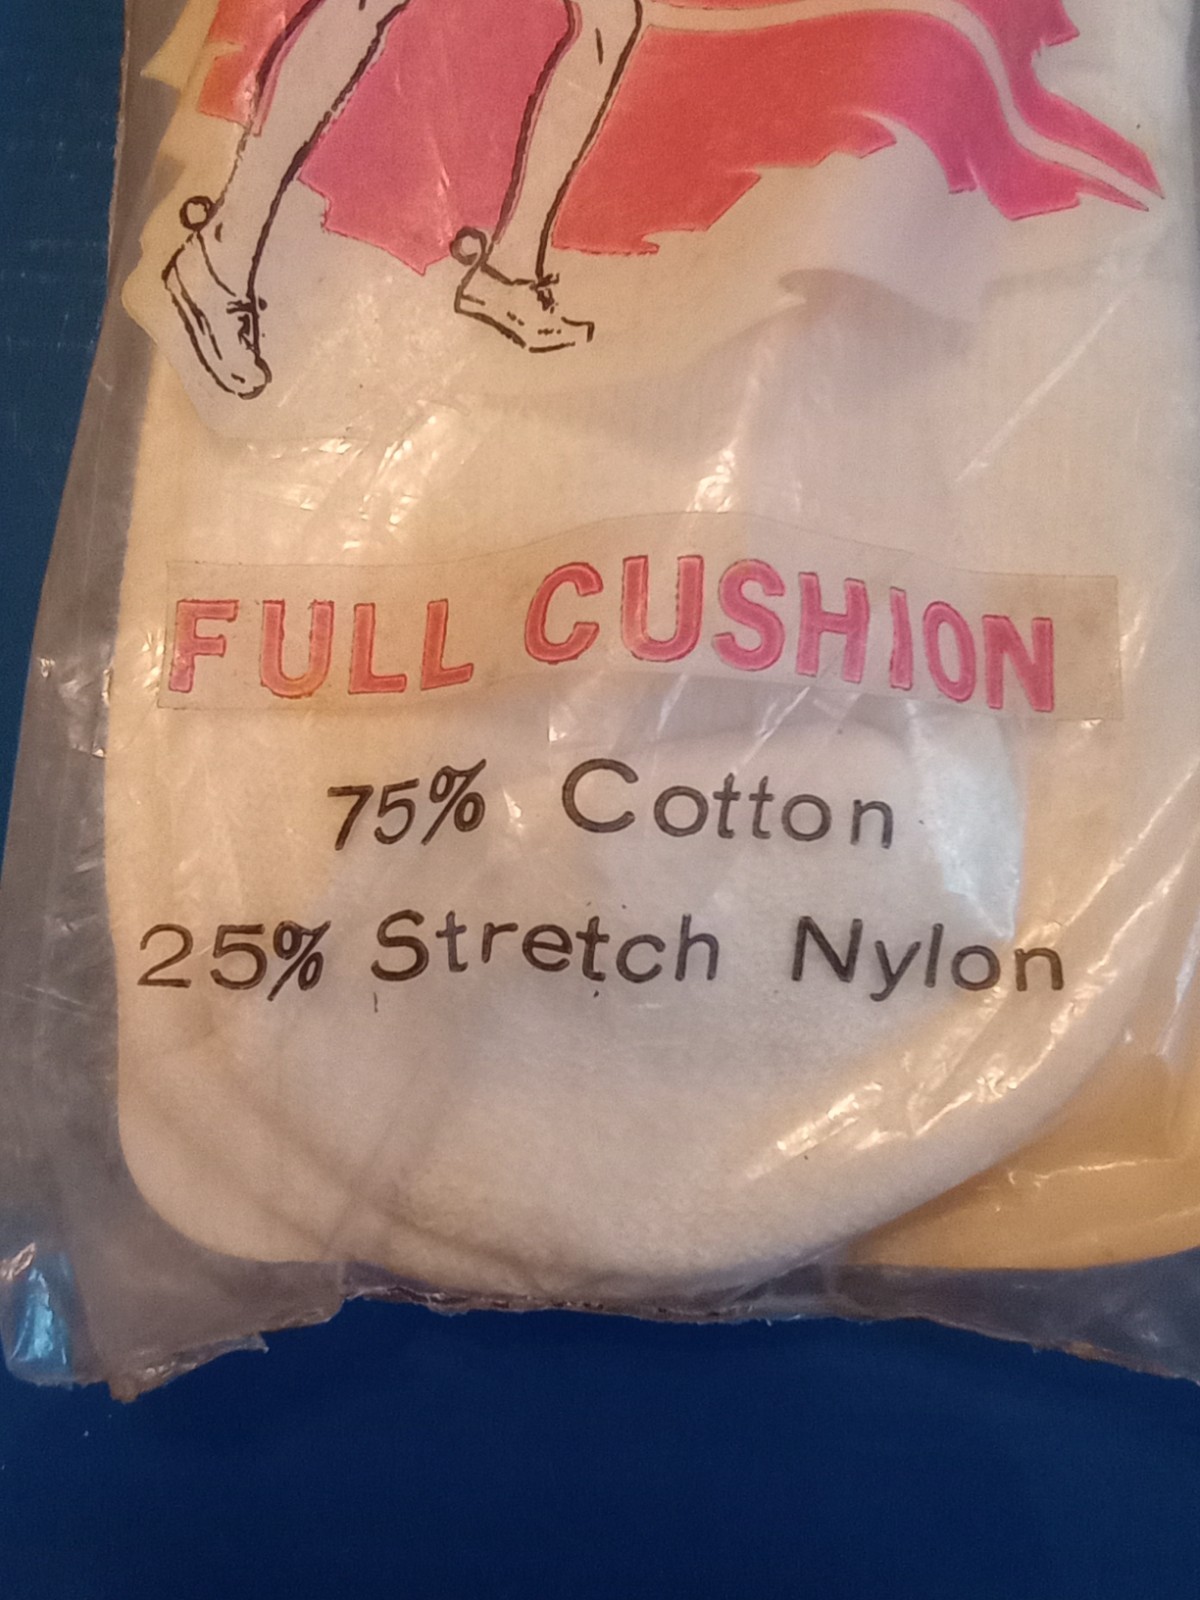 FULL CUSHION
75% Cotton
25% Stretch Nylon